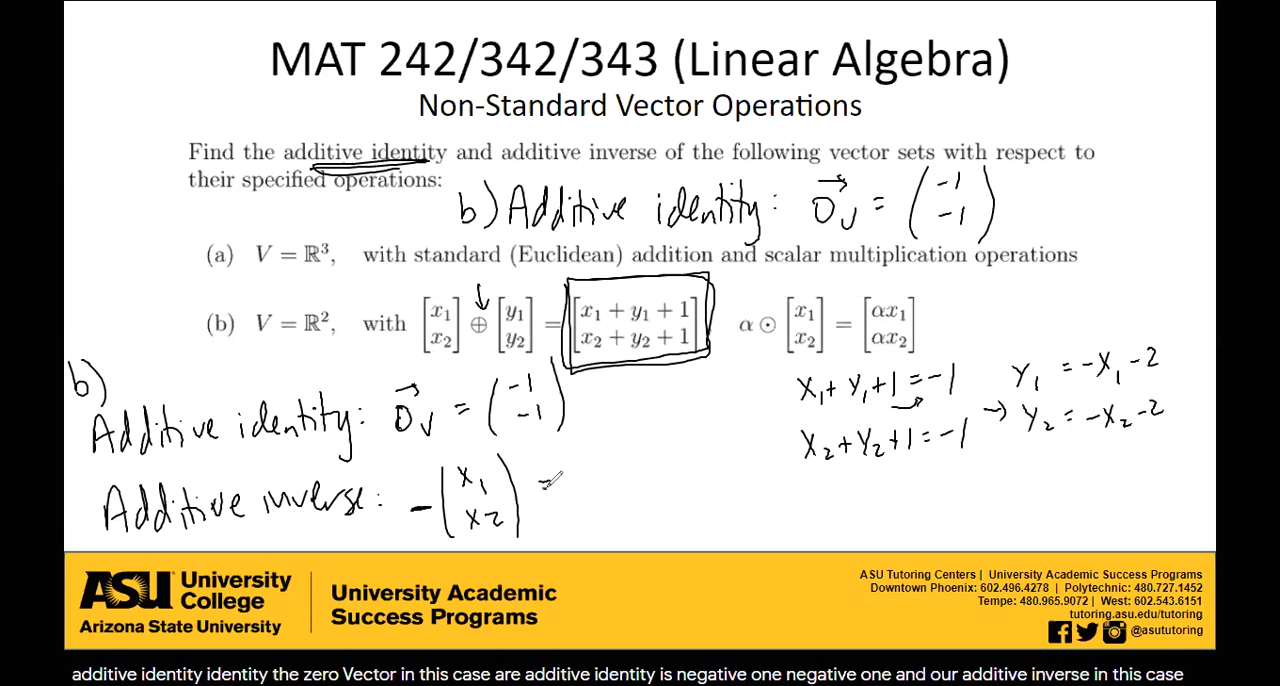 MAT 242/342/343 (Linear Algebra)
Non-Standard Vector Operations
Find the additive identity and additive inverse of the following vector sets with respect to
their specified operations:
b) Additive identity: 0⃗_V = (-1 -1)
(a) V = ℝ³, with standard (Euclidean) addition and scalar multiplication operations
(b) V = ℝ², with [x₁ x₂] ⊕ [y₁ y₂] = [x₁ + y₁ + 1 x₂ + y₂ + 1] α ⊙ [x₁ x₂] = [αx₁ αx₂]
b)
Additive identity: 0⃗_V = (-1 -1)
Additive inverse: -(x₁ x₂) =
x₁ + y₁ + 1 = -1 y₁ = -x₁ - 2
x₂ + y₂ + 1 = -1 → y₂ = -x₂ - 2
ASU University College
Arizona State University
University Academic
Success Programs
ASU Tutoring Centers | University Academic Success Programs
Downtown Phoenix: 602.496.4278 | Polytechnic: 480.727.1452
Tempe: 480.965.9072 | West: 602.543.6151
tutoring.asu.edu/tutoring
@asututoring
additive identity identity the zero Vector in this case are additive identity is negative one negative one and our additive inverse in this case